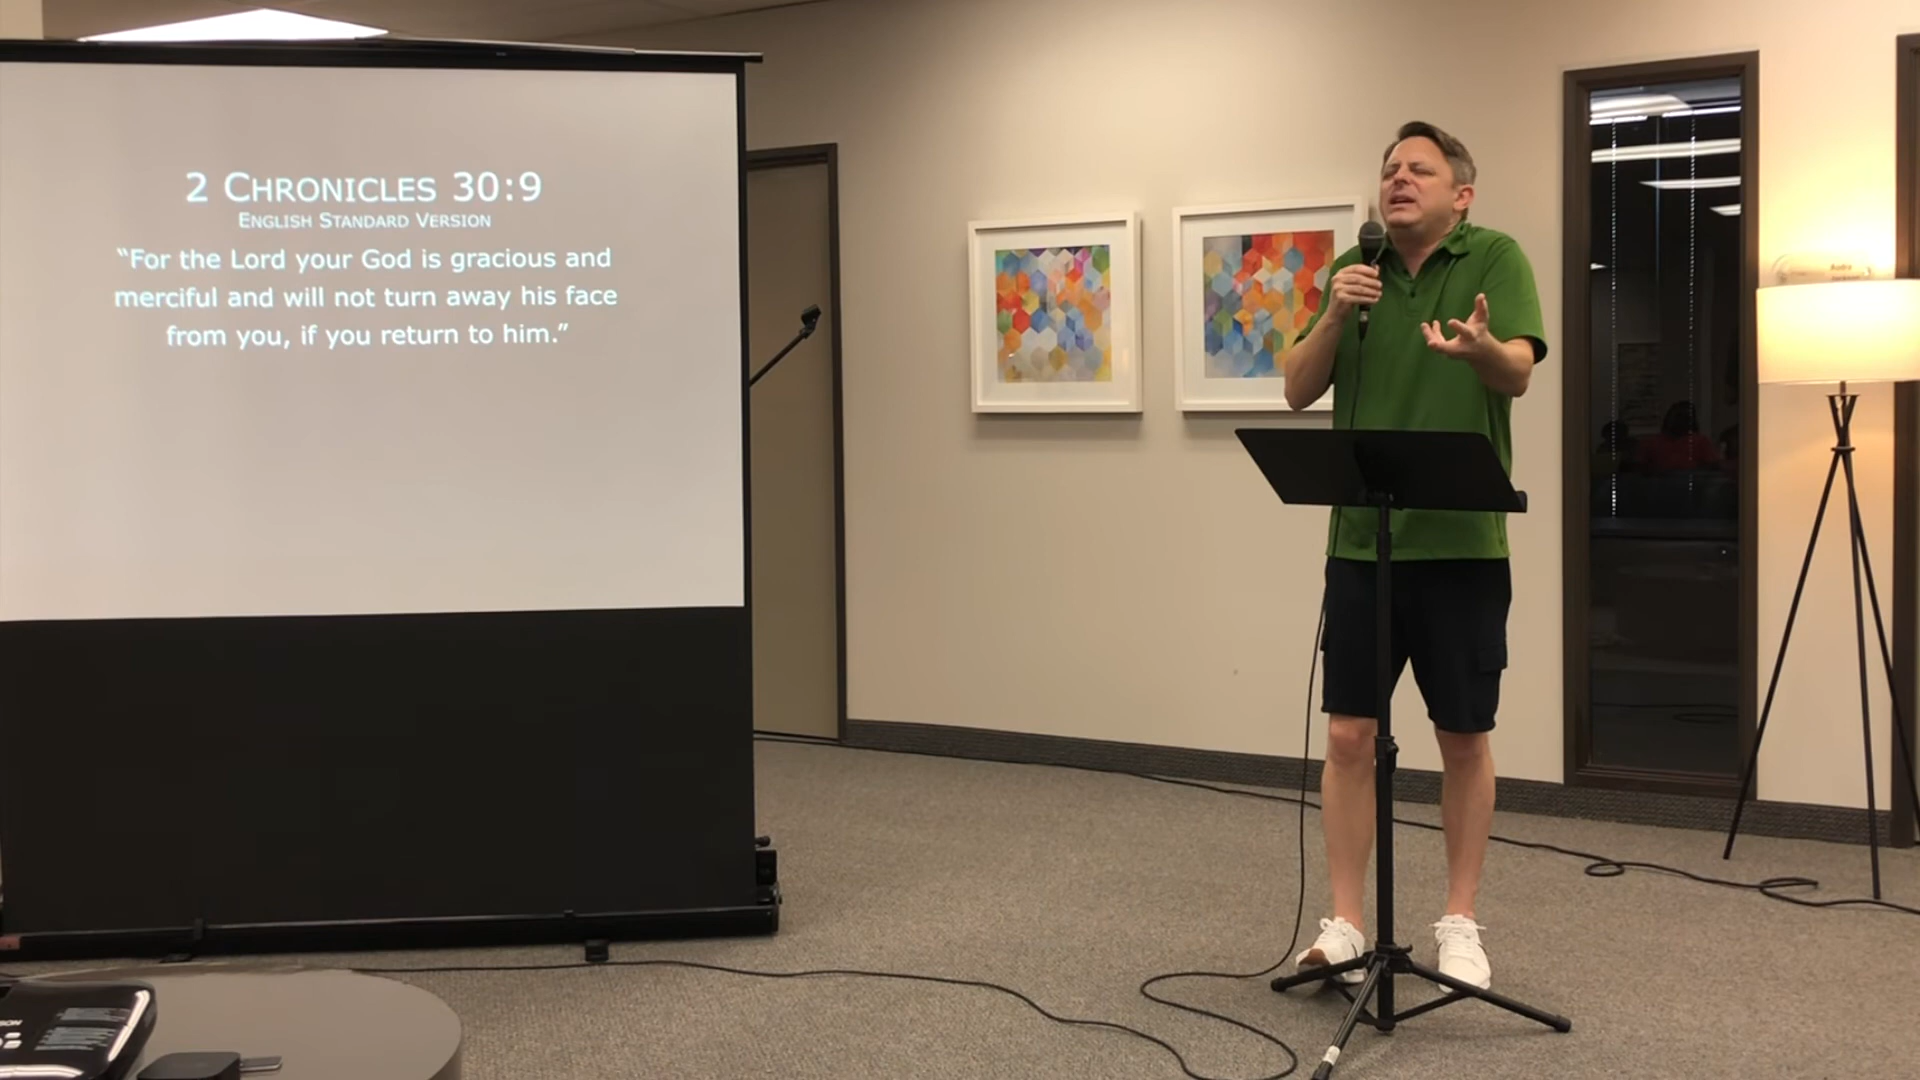 2 CHRONICLES 30:9
ENGLISH STANDARD VERSION
“For the Lord your God is gracious and
merciful and will not turn away his face
from you, if you return to him.”